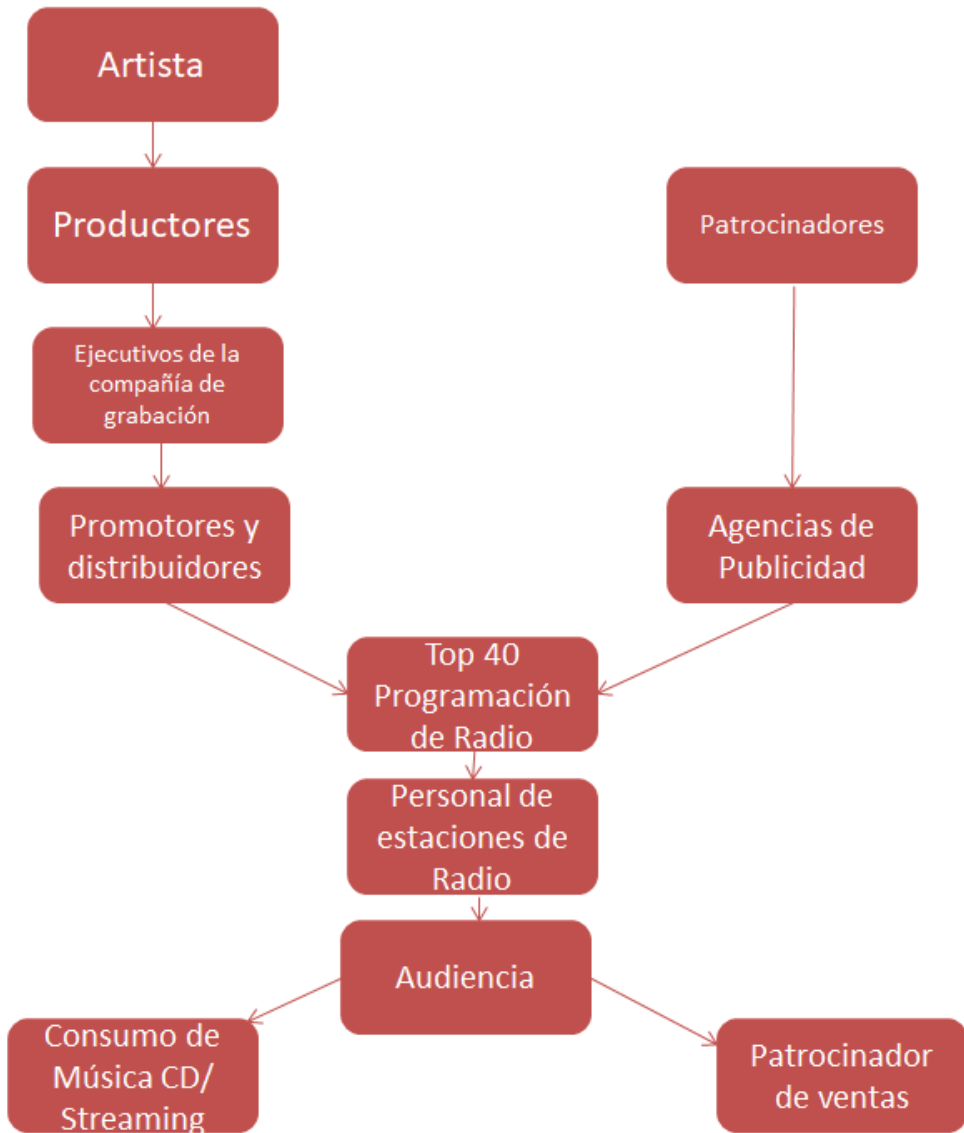 Artista
Productores
Patrocinadores
Ejecutivos de la
compañía de
grabación
Promotores y
distribuidores
Agencias de
Publicidad
Top 40
Programación
de Radio
Personal de
estaciones de
Radio
Audiencia
Consumo de
Música CD/
Streaming
Patrocinador
de ventas